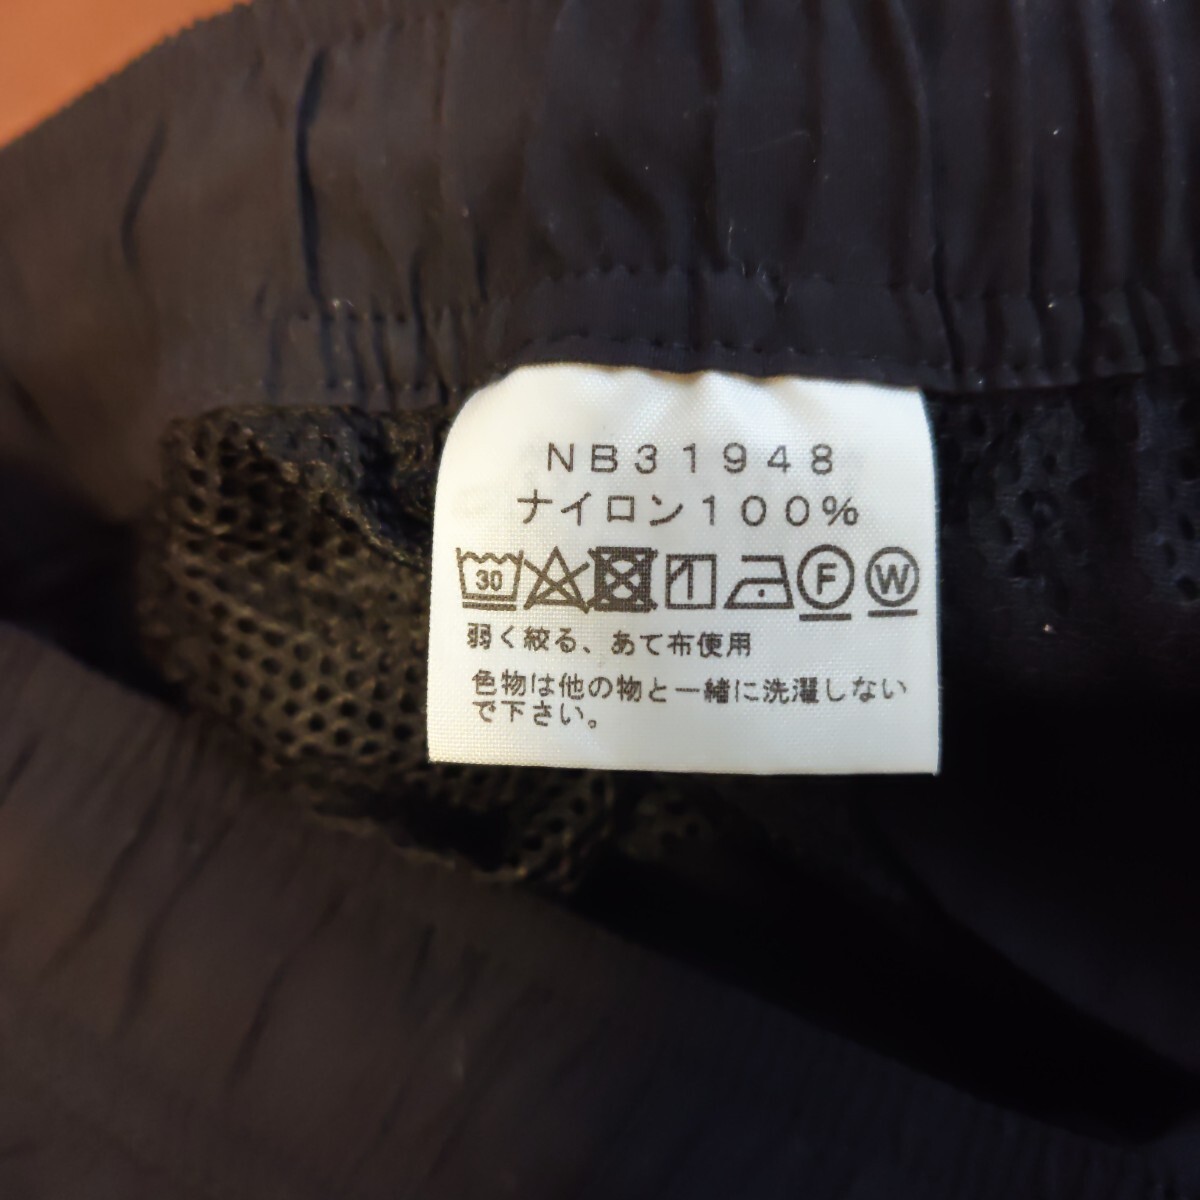 NB31948
ナイロン100%
30 F W
弱く絞る、あて布使用
色物は他の物と一緒に洗濯しない
で下さい。